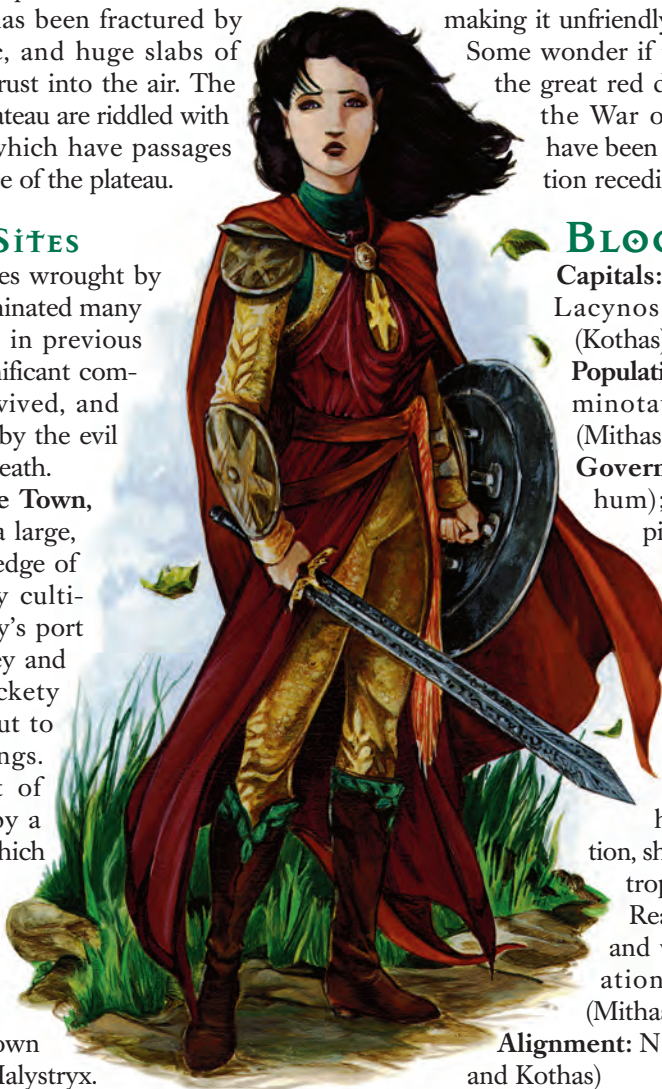 has been fractured by
c, and huge slabs of
rust into the air. The
ateau are riddled with
which have passages
e of the plateau.
Sites
es wrought by
minated many
in previous
nificant com-
vived, and
by the evil
eath.
e Town,
a large,
edge of
y culti-
y's port
ey and
ckety
ut to
ngs.
t of
by a
hich
own
Malystryx.
making it unfriendly
Some wonder if
the great red d
the War o
have been
tion recedi
Bloo
Capitals:
Lacynos
(Kothas)
Populati
minota
(Mithas
Govern
hum);
pi
h
tion, sh
trop
Rea
and
ation
(Mithas
Alignment: N
and Kothas)